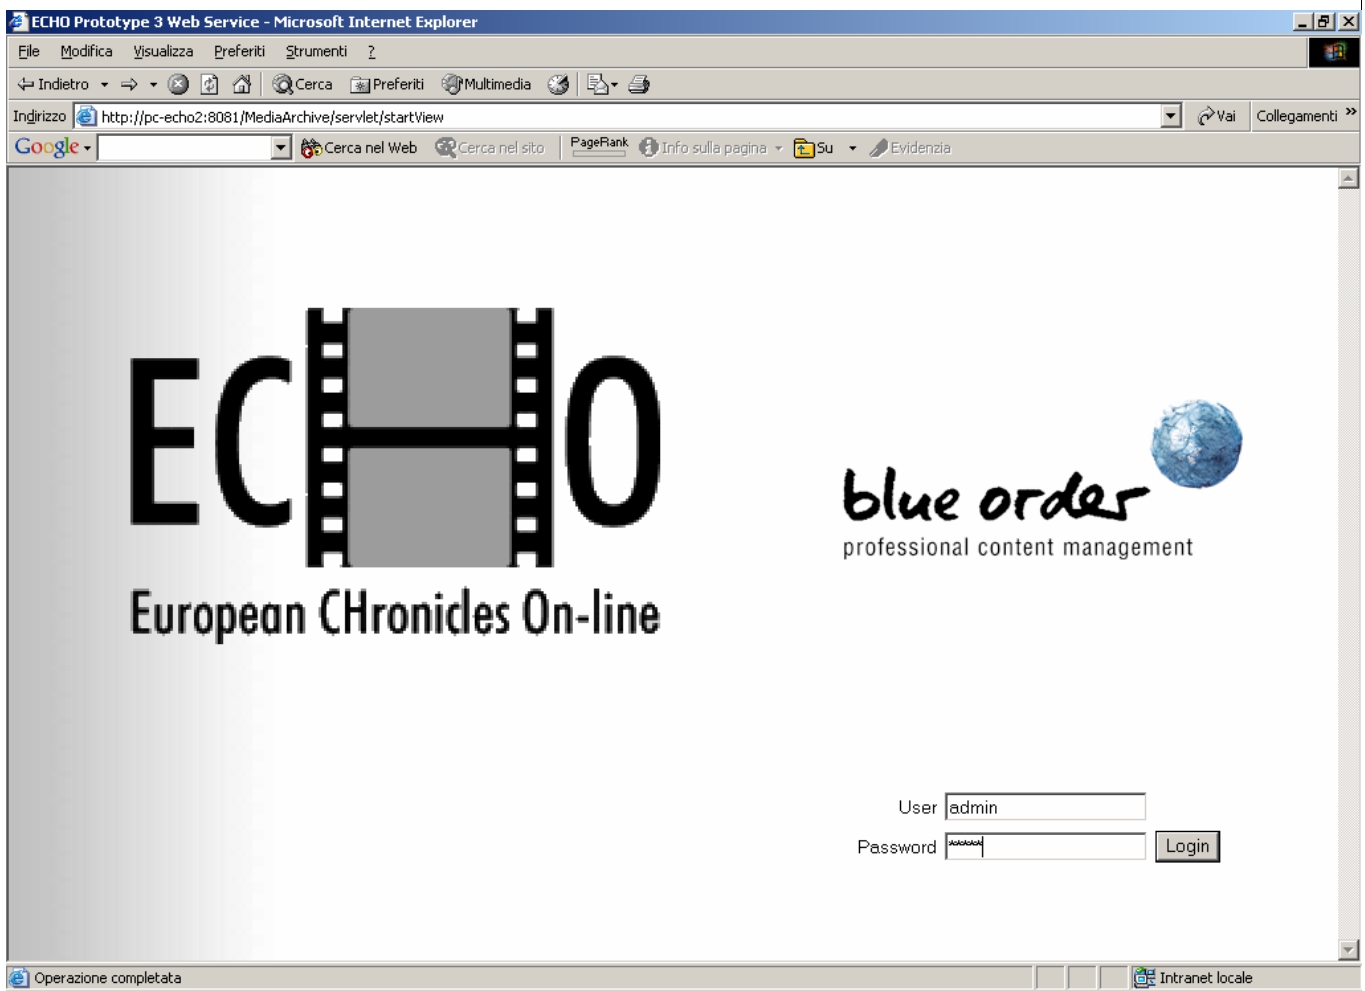 ECHO Prototype 3 Web Service - Microsoft Internet Explorer
File Modifica Visualizza Preferiti Strumenti ?
Indietro Cerca Preferiti Multimedia
Indirizzo http://pc-echo2:8081/MediaArchive/servlet/startView Vai Collegamenti »
Google Cerca nel Web Cerca nel sito PageRank Info sulla pagina Su Evidenzia
ECHO
blue order
professional content management
European CHronicles On-line
User admin
Password ***** Login
Operazione completata Intranet locale